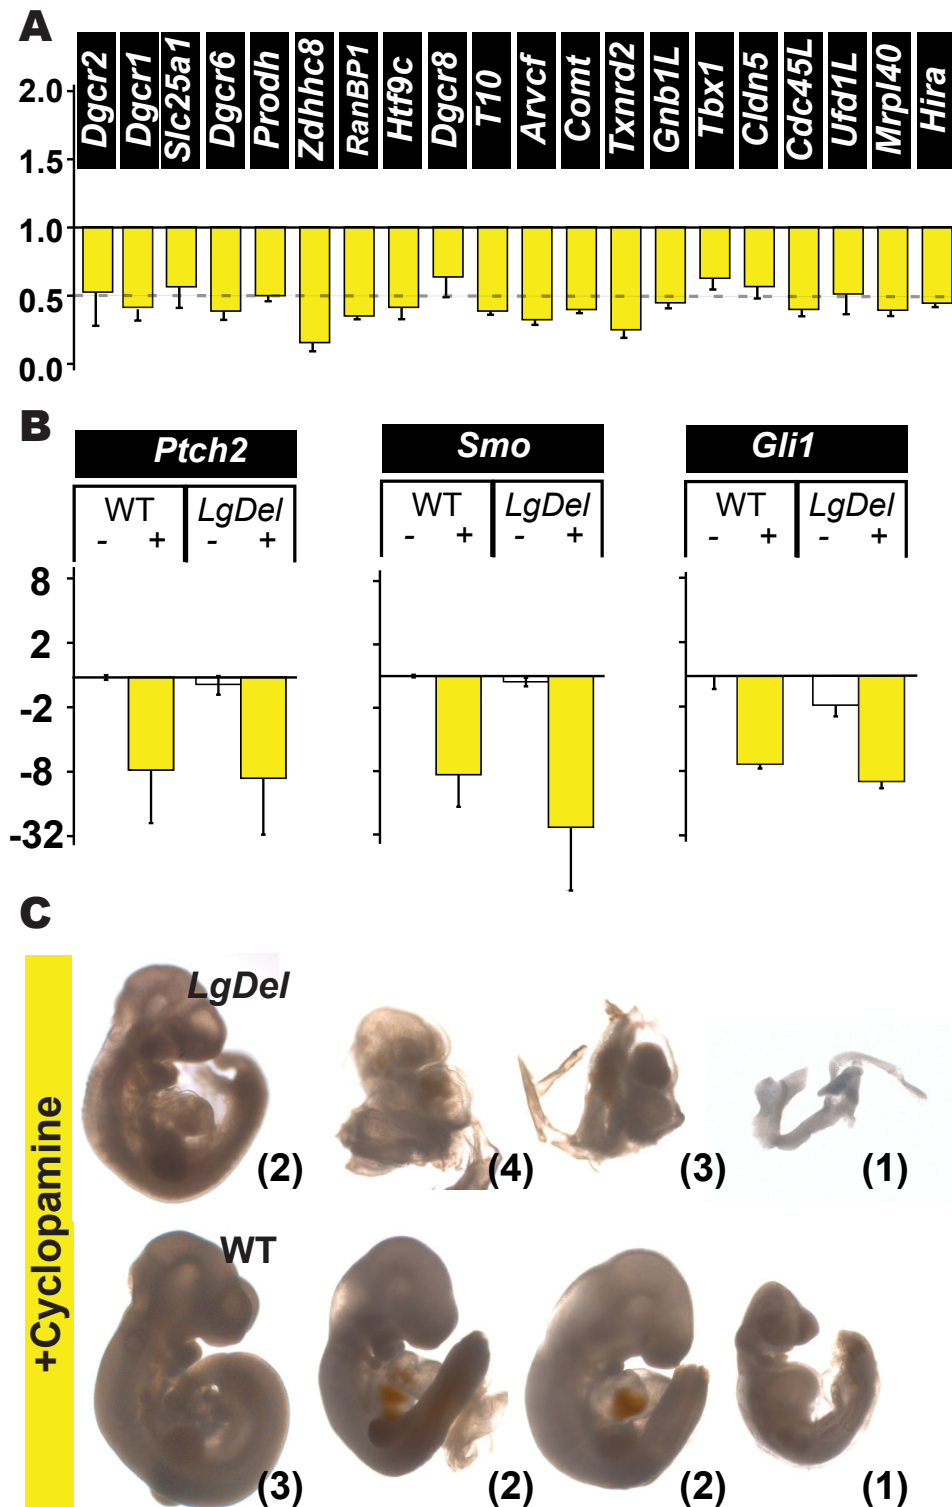 A
Dgcr2 Dgcr1 Slc25a1 Dgcr6 Prodh Zdhhc8 RanBP1 Htf9c Dgcr8 T10 Arvcf Comt Txnrd2 Gnb1L Tbx1 Cldn5 Cdc45L Ufd1L Mrpl40 Hira
2.0
1.5
1.0
0.5
0.0
B
Ptch2 Smo Gli1
WT LgDel WT LgDel WT LgDel
- + - + - + - + - + - +
8
2
-2
-8
-32
C
+Cyclopamine
LgDel
(2) (4) (3) (1)
WT
(3) (2) (2) (1)